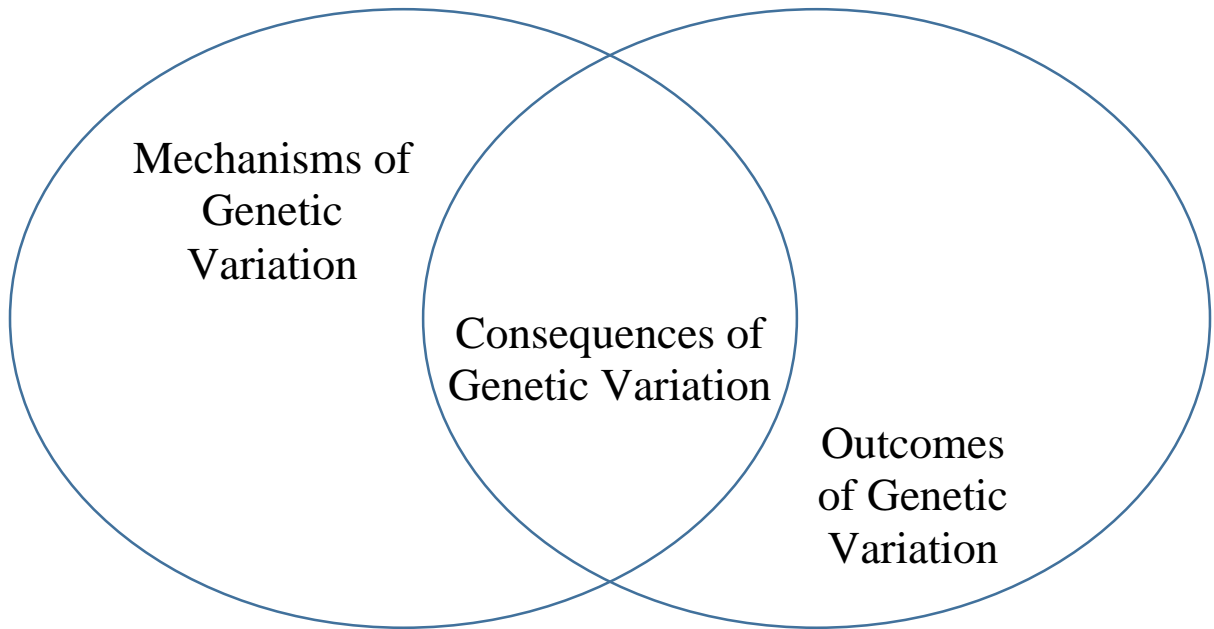 Mechanisms of
Genetic
Variation
Consequences of
Genetic Variation
Outcomes
of Genetic
Variation